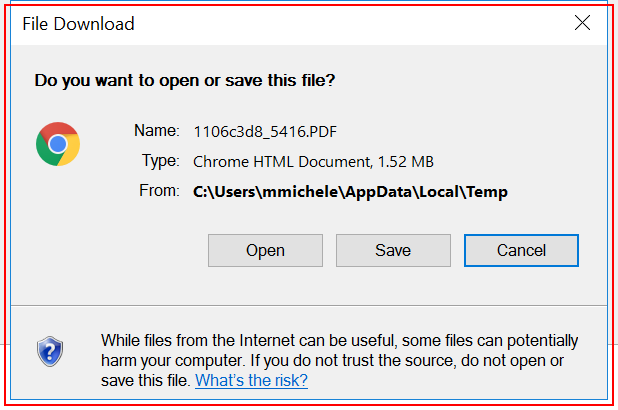 File Download
Do you want to open or save this file?
Name: 1106c3d8_5416.PDF
Type: Chrome HTML Document, 1.52 MB
From: C:\Users\mmichele\AppData\Local\Temp
Open Save Cancel
While files from the Internet can be useful, some files can potentially
harm your computer. If you do not trust the source, do not open or
save this file. What's the risk?